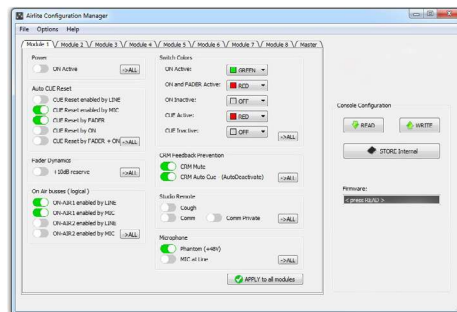 Airlite Configuration Manager
File Options Help
Module 1 Module 2 Module 3 Module 4 Module 5 Module 6 Module 7 Module 8 Master
Power
ON Active ->ALL
Auto CUE Reset
CUE Reset enabled by LINE
CUE Reset enabled by MIC
CUE Reset by FADER
CUE Reset by ON
CUE Reset by FADER + ON ->ALL
Fader Dynamics
+10dB reserve ->ALL
On Air busses ( logical )
ON-AIR1 enabled by LINE
ON-AIR1 enabled by MIC
ON-AIR2 enabled by LINE
ON-AIR2 enabled by MIC ->ALL
Switch Colors
ON Active: GREEN
ON and FADER Active: RED
ON Inactive: OFF
CUE Active: RED
CUE Inactive: OFF ->ALL
CRM Feedback Prevention
CRM Mute
CRM Auto Cue (AutoDeactivate) ->ALL
Studio Remote
Cough
Comm Comm Private ->ALL
Microphone
Phantom (+48V)
MIC at Line ->ALL
APPLY to all modules
Console Configuration
READ WRITE
STORE Internal
Firmware:
< press READ >